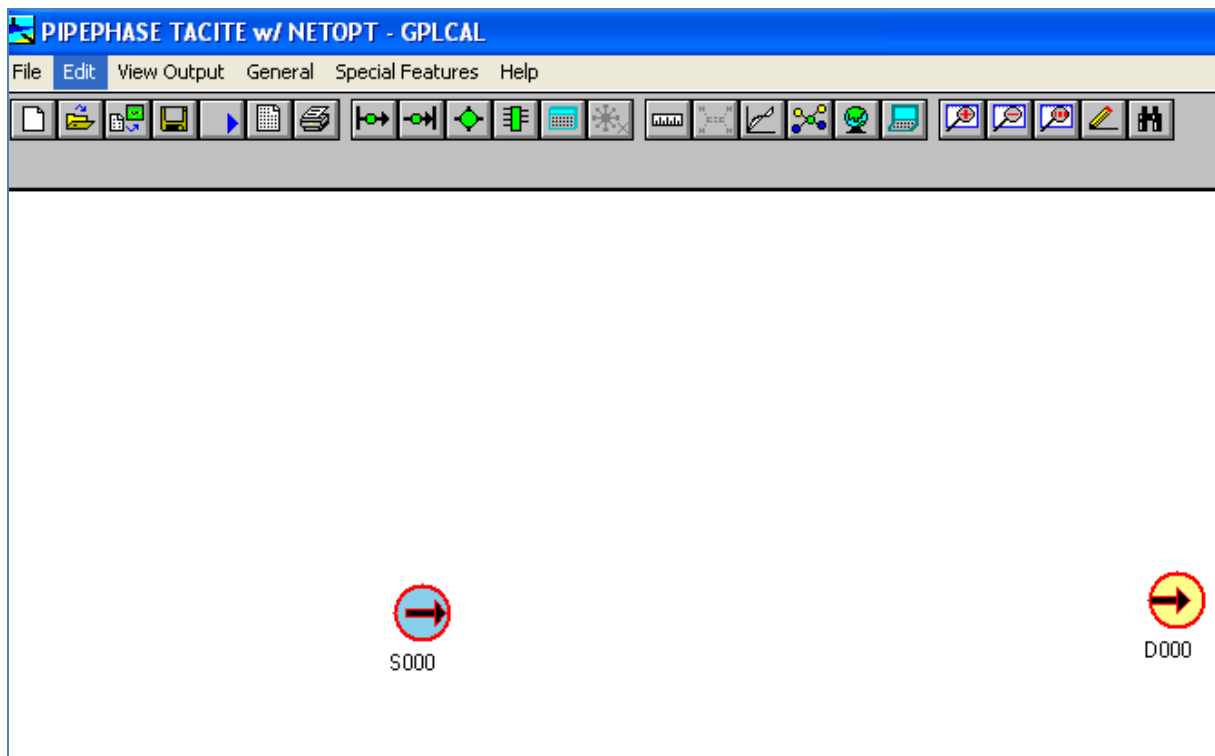 PIPEPHASE TACITE w/ NETOPT - GPLCAL
File Edit View Output General Special Features Help
S000
D000